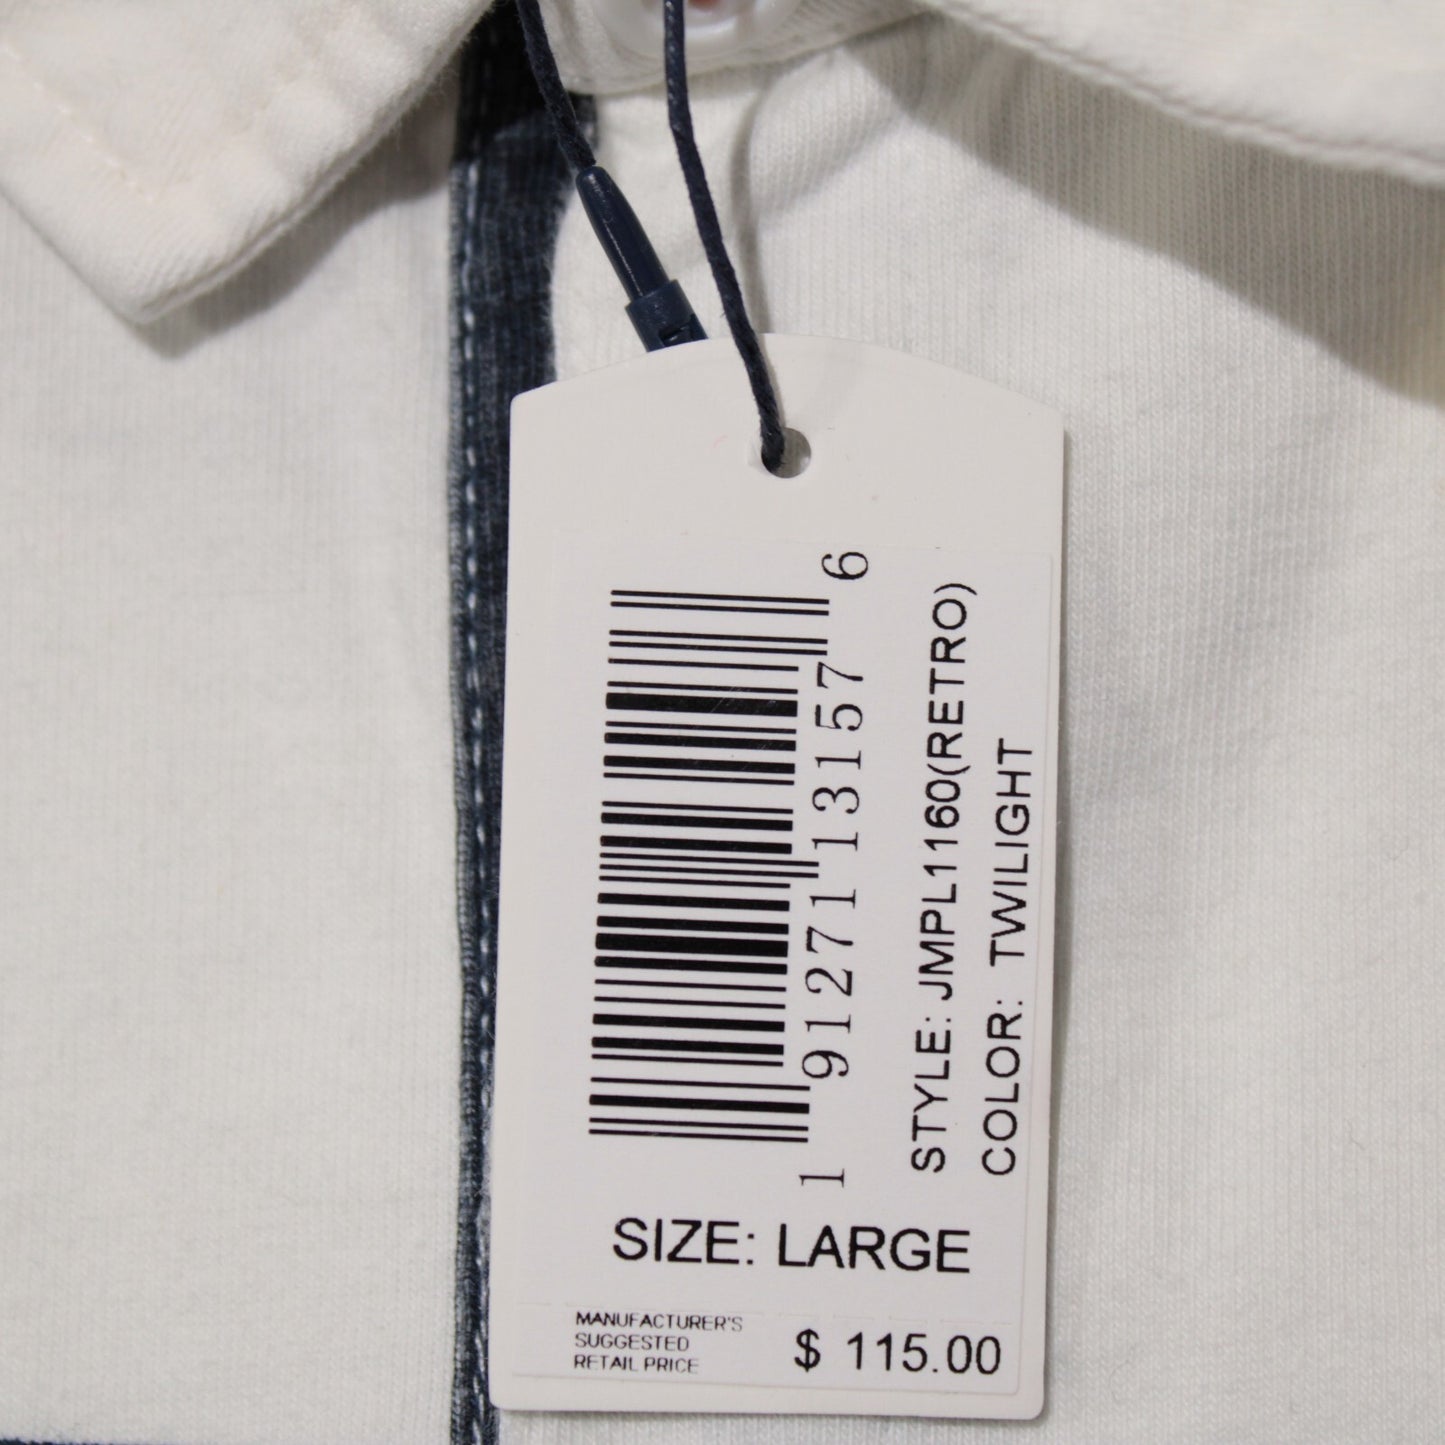 1 91271 13157 6
STYLE: JMPL1160(RETRO)
COLOR: TWILIGHT
SIZE: LARGE
MANUFACTURER'S
SUGGESTED
RETAIL PRICE
$ 115.00